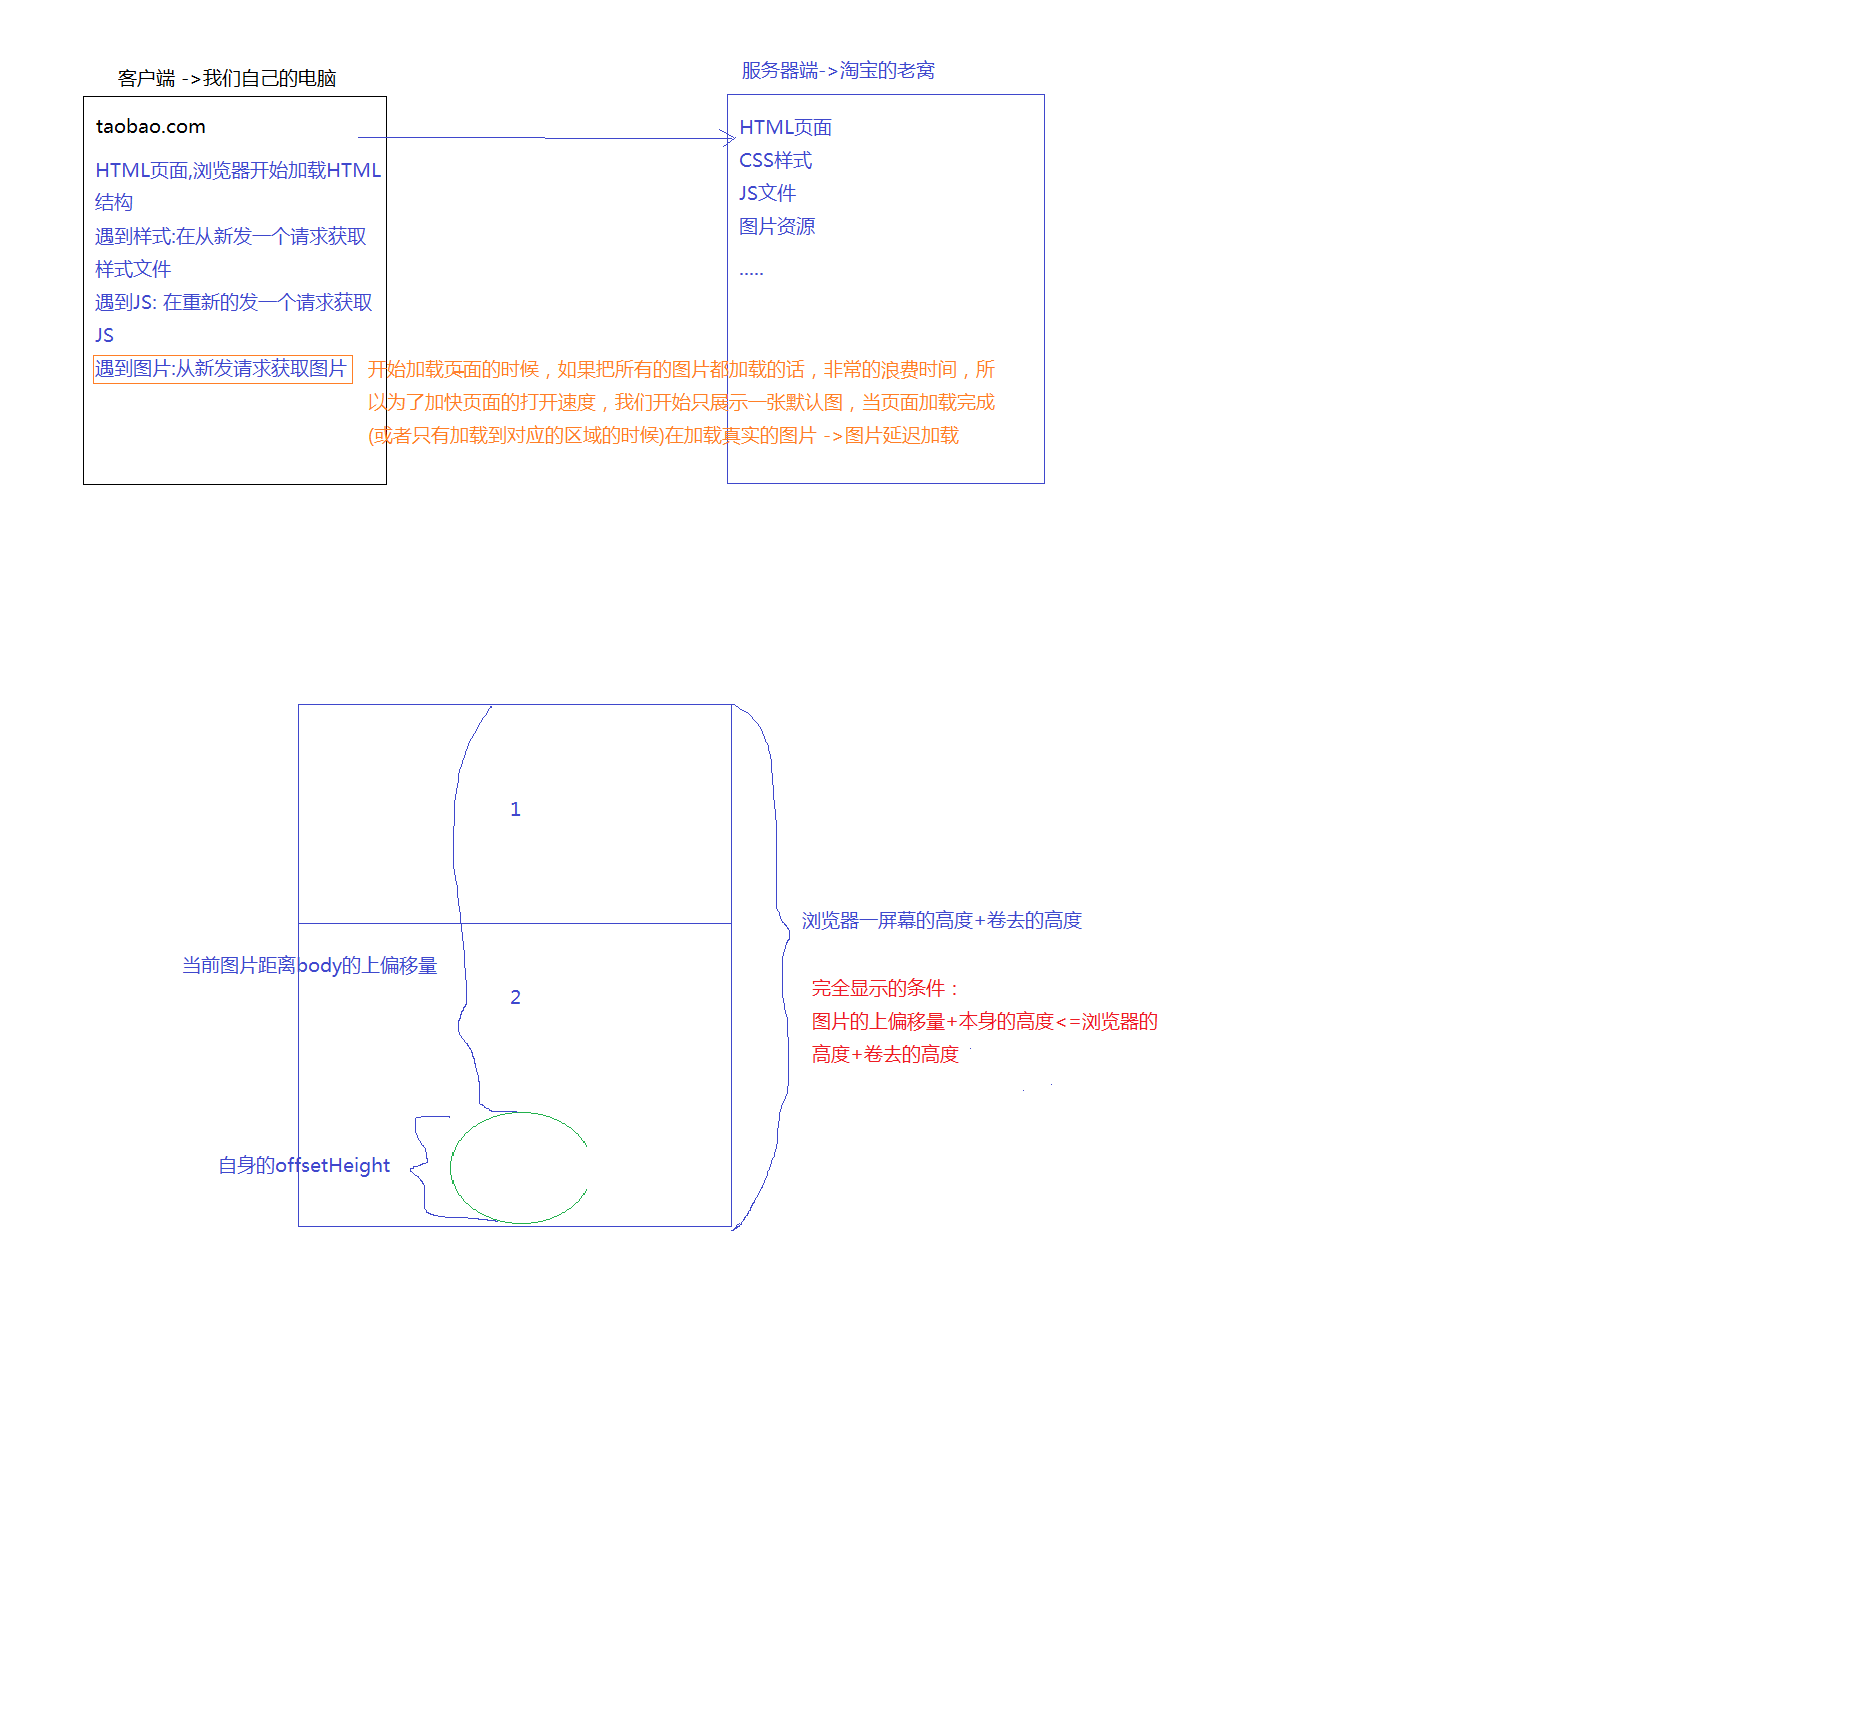 客户端 ->我们自己的电脑
taobao.com
HTML页面,浏览器开始加载HTML
结构
遇到样式:在从新发一个请求获取
样式文件
遇到JS: 在重新的发一个请求获取
JS
遇到图片:从新发请求获取图片
服务器端->淘宝的老窝
HTML页面
CSS样式
JS文件
图片资源
.....
开始加载页面的时候，如果把所有的图片都加载的话，非常的浪费时间，所
以为了加快页面的打开速度，我们开始只展示一张默认图，当页面加载完成
(或者只有加载到对应的区域的时候)在加载真实的图片 ->图片延迟加载
1
浏览器一屏幕的高度+卷去的高度
当前图片距离body的上偏移量
2
完全显示的条件：
图片的上偏移量+本身的高度<=浏览器的
高度+卷去的高度
自身的offsetHeight